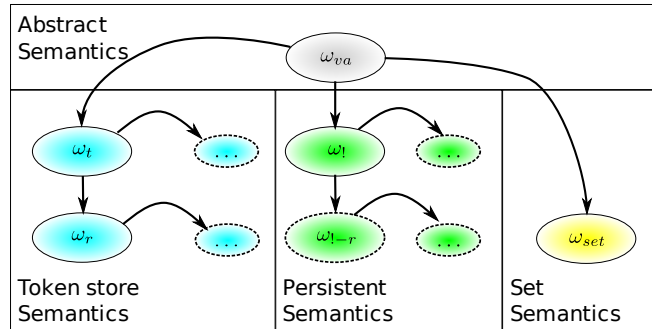 Abstract
Semantics
ω_va
ω_t
...
ω_!
...
ω_r
...
ω_!−r
...
ω_set
Token store
Semantics
Persistent
Semantics
Set
Semantics